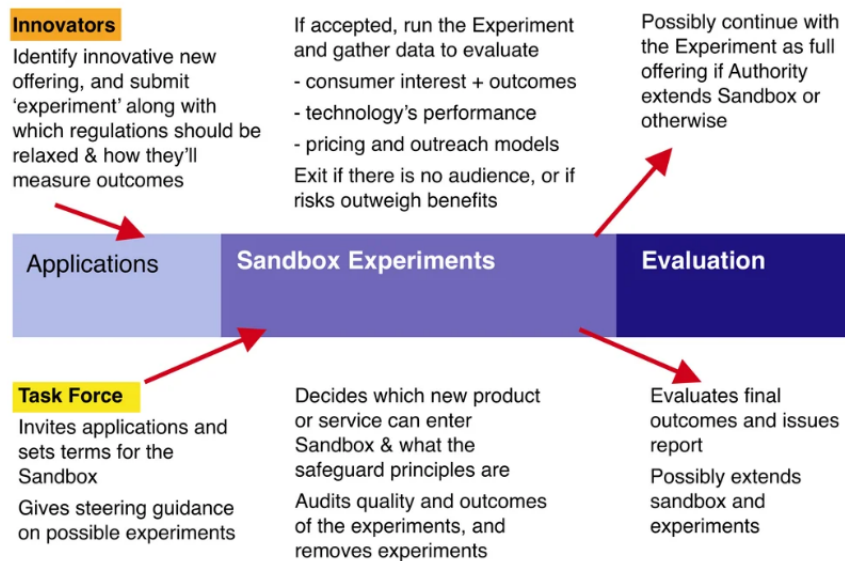 Innovators
Identify innovative new
offering, and submit
‘experiment’ along with
which regulations should be
relaxed & how they’ll
measure outcomes
If accepted, run the Experiment
and gather data to evaluate
- consumer interest + outcomes
- technology’s performance
- pricing and outreach models
Exit if there is no audience, or if
risks outweigh benefits
Possibly continue with
the Experiment as full
offering if Authority
extends Sandbox or
otherwise
Applications
Sandbox Experiments
Evaluation
Task Force
Invites applications and
sets terms for the
Sandbox
Gives steering guidance
on possible experiments
Decides which new product
or service can enter
Sandbox & what the
safeguard principles are
Audits quality and outcomes
of the experiments, and
removes experiments
Evaluates final
outcomes and issues
report
Possibly extends
sandbox and
experiments